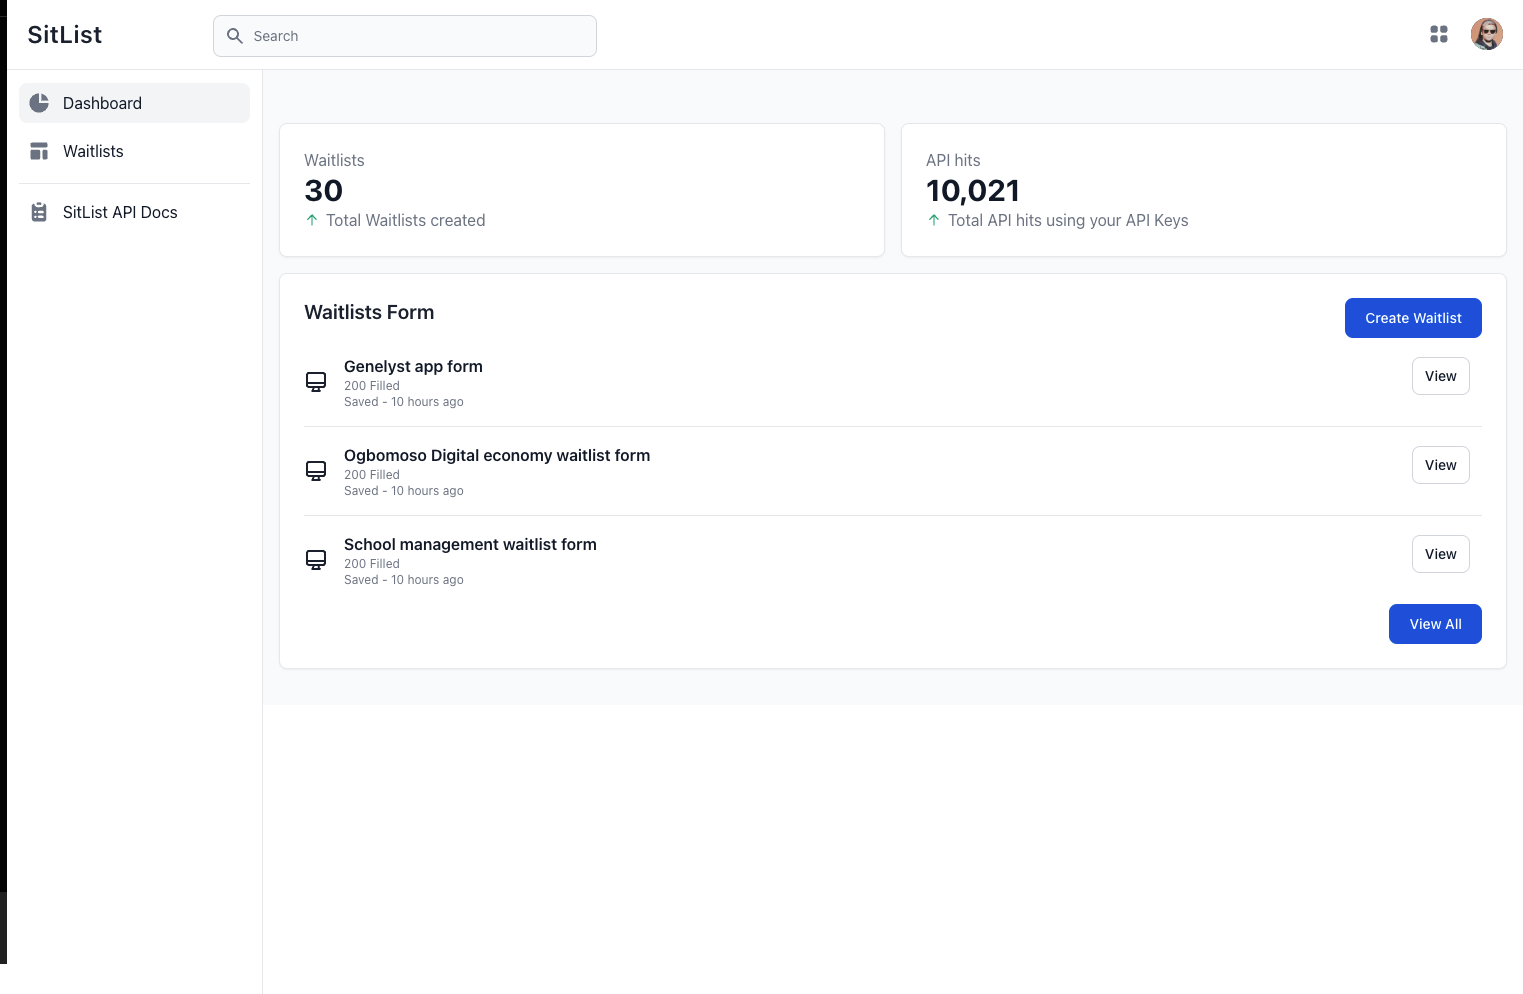 SitList
Search
Dashboard
Waitlists
SitList API Docs
Waitlists
30
Total Waitlists created
API hits
10,021
Total API hits using your API Keys
Waitlists Form
Create Waitlist
Genelyst app form
200 Filled
Saved - 10 hours ago
View
Ogbomoso Digital economy waitlist form
200 Filled
Saved - 10 hours ago
View
School management waitlist form
200 Filled
Saved - 10 hours ago
View
View All